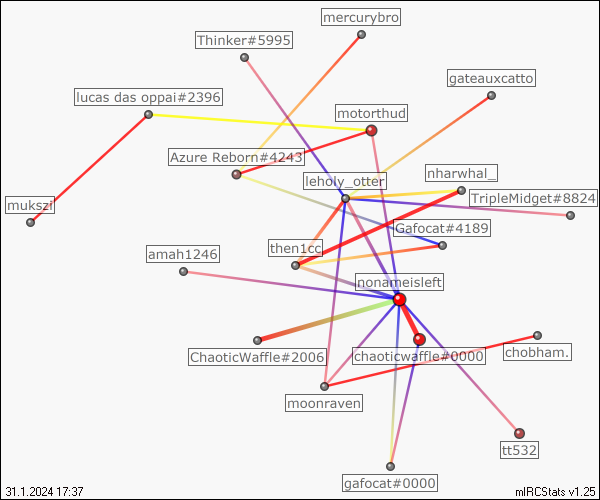 mercurybro
Thinker#5995
gateauxcatto
lucas das oppai#2396
motorthud
Azure Reborn#4243
nharwhal_
leholy_otter
TripleMidget#8824
mukszi
Gafocat#4189
then1cc
amah1246
nonameisleft
chobham.
ChaoticWaffle#2006
chaoticwaffle#0000
moonraven
tt532
gafocat#0000
31.1.2024 17:37
mIRCStats v1.25